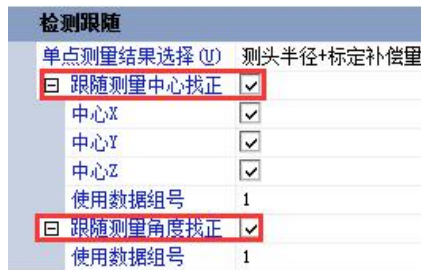 检测跟随
单点测量结果选择(U) 测头半径+标定补偿量
跟随测量中心找正
中心X
中心Y
中心Z
使用数据组号 1
跟随测量角度找正
使用数据组号 1